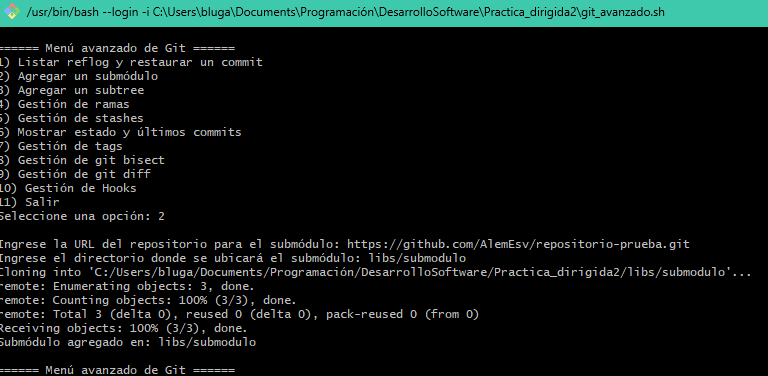 /usr/bin/bash --login -i C:\Users\bluga\Documents\Programación\DesarrolloSoftware\Practica_dirigida2\git_avanzado.sh
====== Menú avanzado de Git ======
1) Listar reflog y restaurar un commit
2) Agregar un submódulo
3) Agregar un subtree
4) Gestión de ramas
5) Gestión de stashes
6) Mostrar estado y últimos commits
7) Gestión de tags
8) Gestión de git bisect
9) Gestión de git diff
10) Gestión de Hooks
11) Salir
Seleccione una opción: 2
Ingrese la URL del repositorio para el submódulo: https://github.com/AlemEsv/repositorio-prueba.git
Ingrese el directorio donde se ubicará el submódulo: libs/submodulo
Cloning into 'C:/Users/bluga/Documents/Programación/DesarrolloSoftware/Practica_dirigida2/libs/submodulo'...
remote: Enumerating objects: 3, done.
remote: Counting objects: 100% (3/3), done.
remote: Total 3 (delta 0), reused 0 (delta 0), pack-reused 0 (from 0)
Receiving objects: 100% (3/3), done.
Submódulo agregado en: libs/submodulo
====== Menú avanzado de Git ======